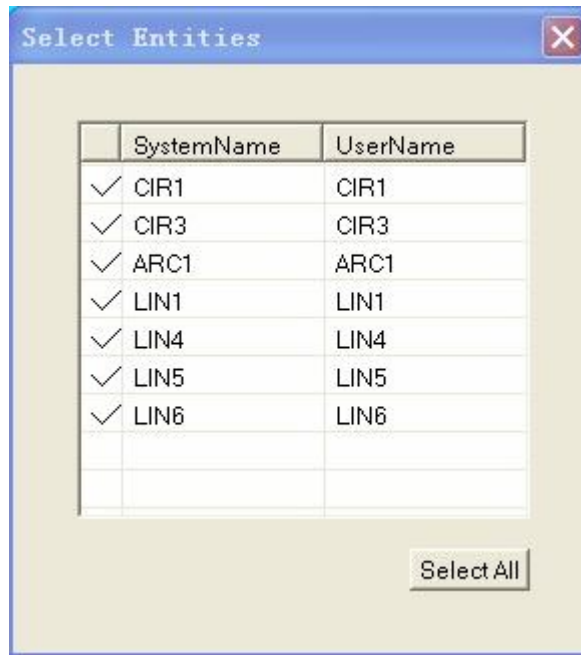 Select Entities
SystemName UserName
CIR1 CIR1
CIR3 CIR3
ARC1 ARC1
LIN1 LIN1
LIN4 LIN4
LIN5 LIN5
LIN6 LIN6
Select All